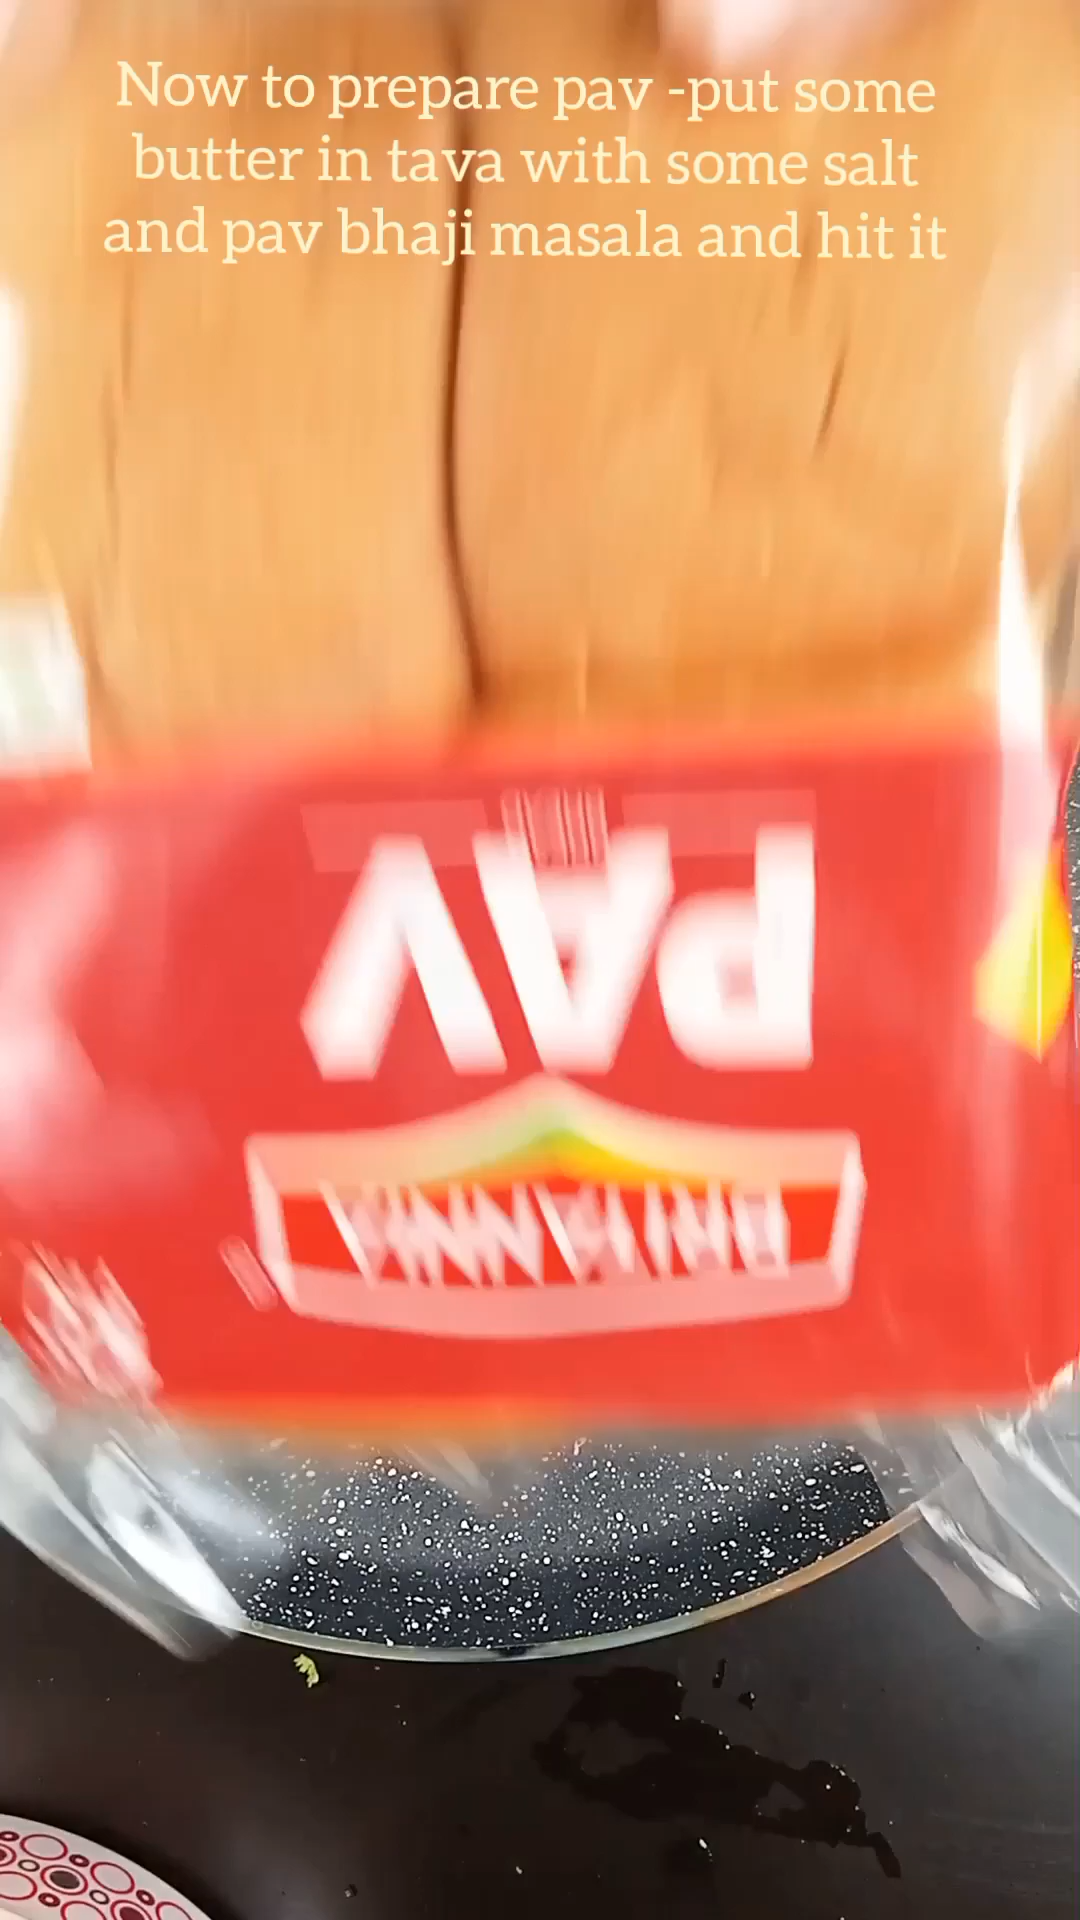 Now to prepare pav -put some
butter in tava with some salt
and pav bhaji masala and hit it
PAV